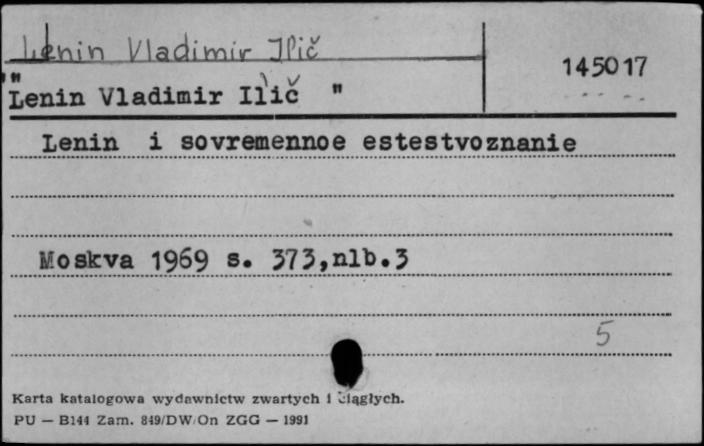 Lenin Vladimir Ilič
145017
""Lenin Vladimir Il'ič "
Lenin i sovremennoe estestvoznanie
Moskva 1969 s. 373,nlb.3
5
Karta katalogowa wydawnictw zwartych i ciągłych.
PU — B144 Zam. 849/DW/On ZGG — 1991